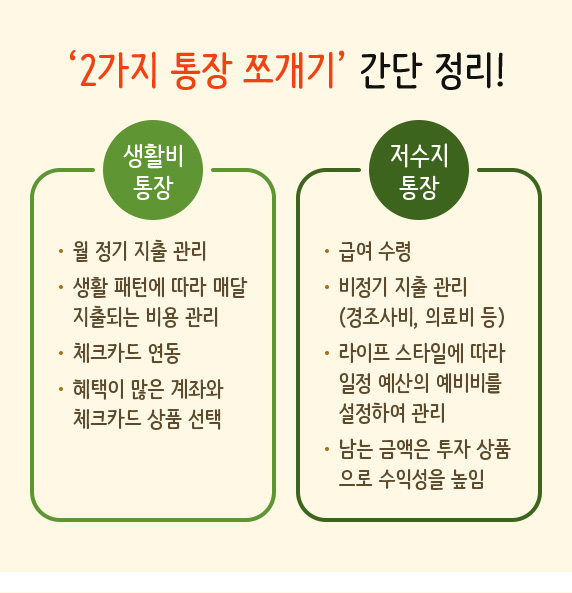 ‘2가지 통장 쪼개기’ 간단 정리!
생활비
통장
· 월 정기 지출 관리
· 생활 패턴에 따라 매달
지출되는 비용 관리
· 체크카드 연동
· 혜택이 많은 계좌와
체크카드 상품 선택
저수지
통장
· 급여 수령
· 비정기 지출 관리
(경조사비, 의료비 등)
· 라이프 스타일에 따라
일정 예산의 예비비를
설정하여 관리
· 남는 금액은 투자 상품
으로 수익성을 높임